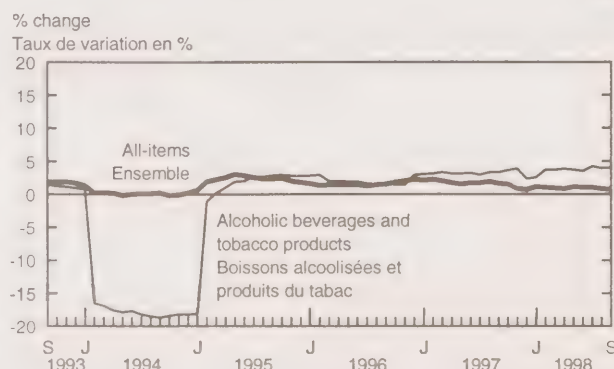 % change
Taux de variation en %
20
15
10
5
0
-5
-10
-15
-20
All-items
Ensemble
Alcoholic beverages and
tobacco products
Boissons alcoolisées et
produits du tabac
S J J J J J S
1993 1994 1995 1996 1997 1998